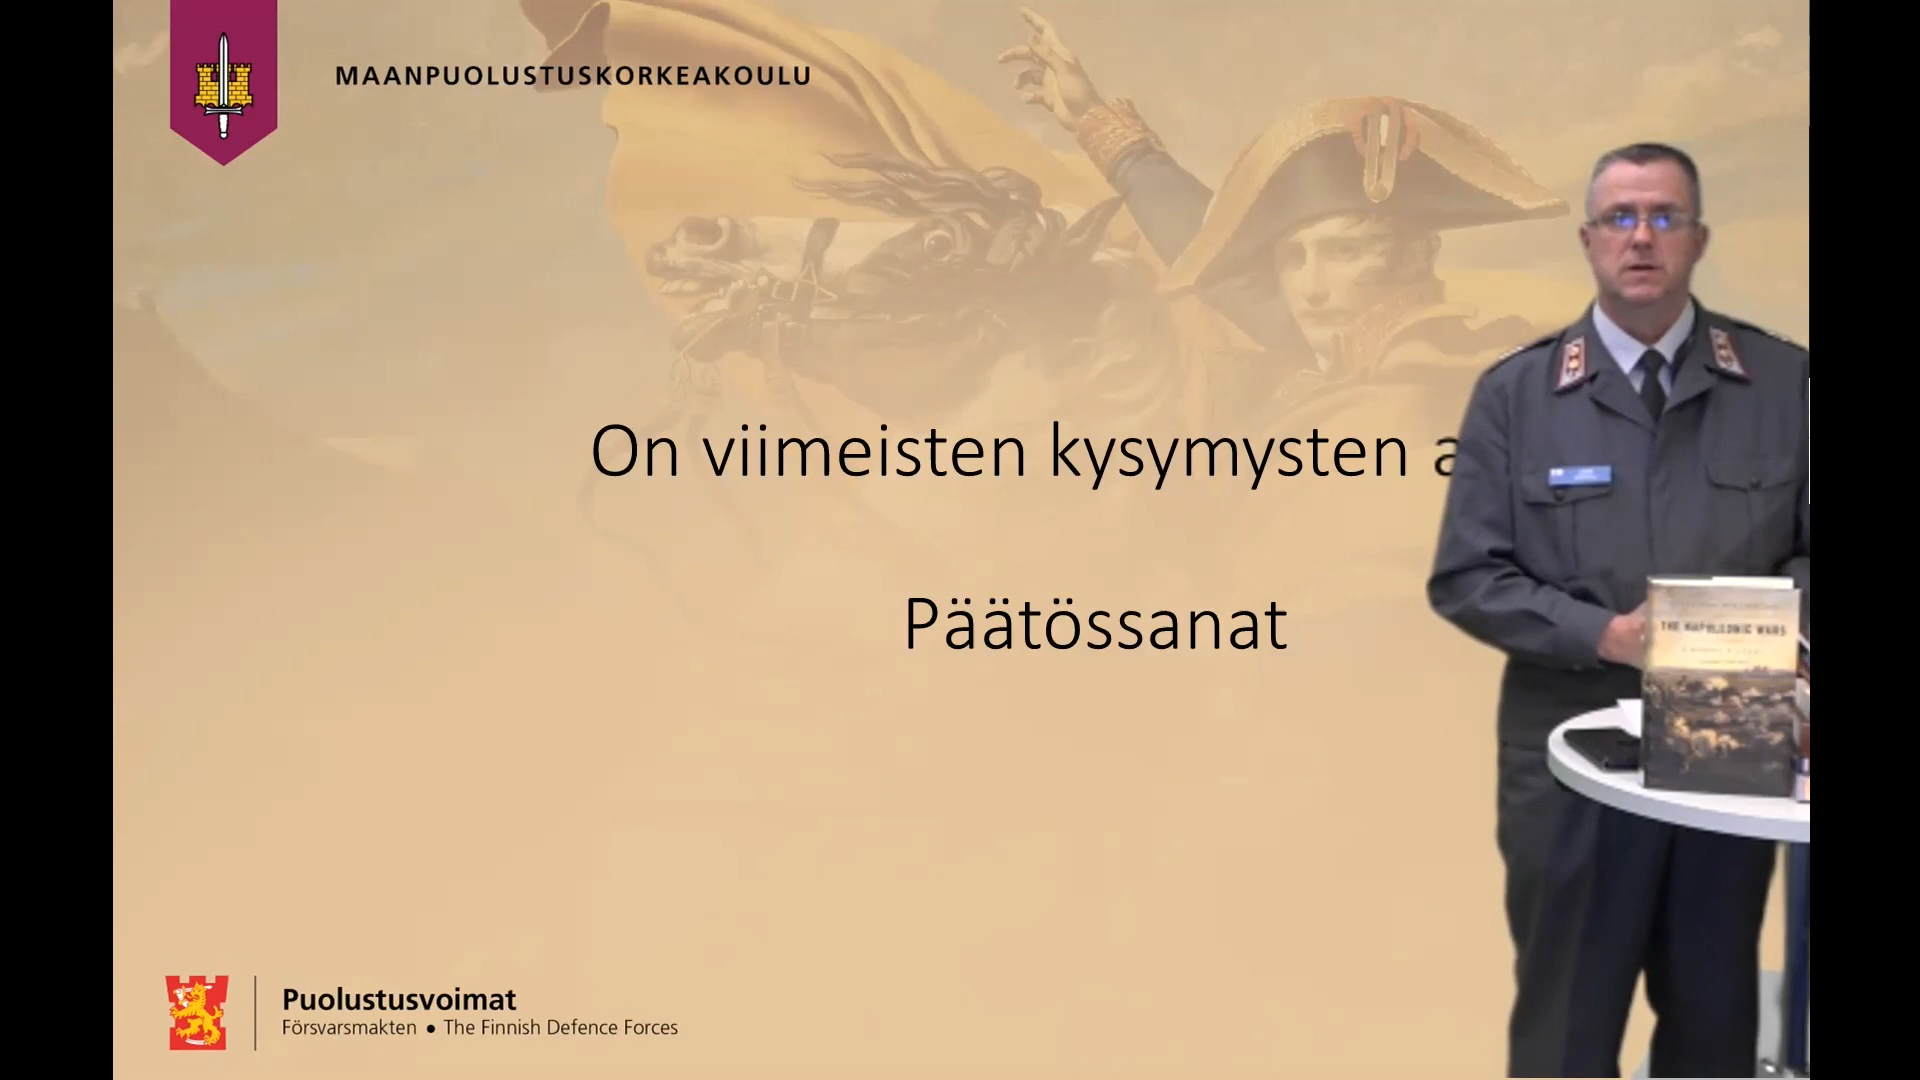 MAANPUOLUSTUSKORKEAKOULU
On viimeisten kysymysten a
Päätössanat
THE NAPOLEONIC WARS
Puolustusvoimat
Försvarsmakten ● The Finnish Defence Forces